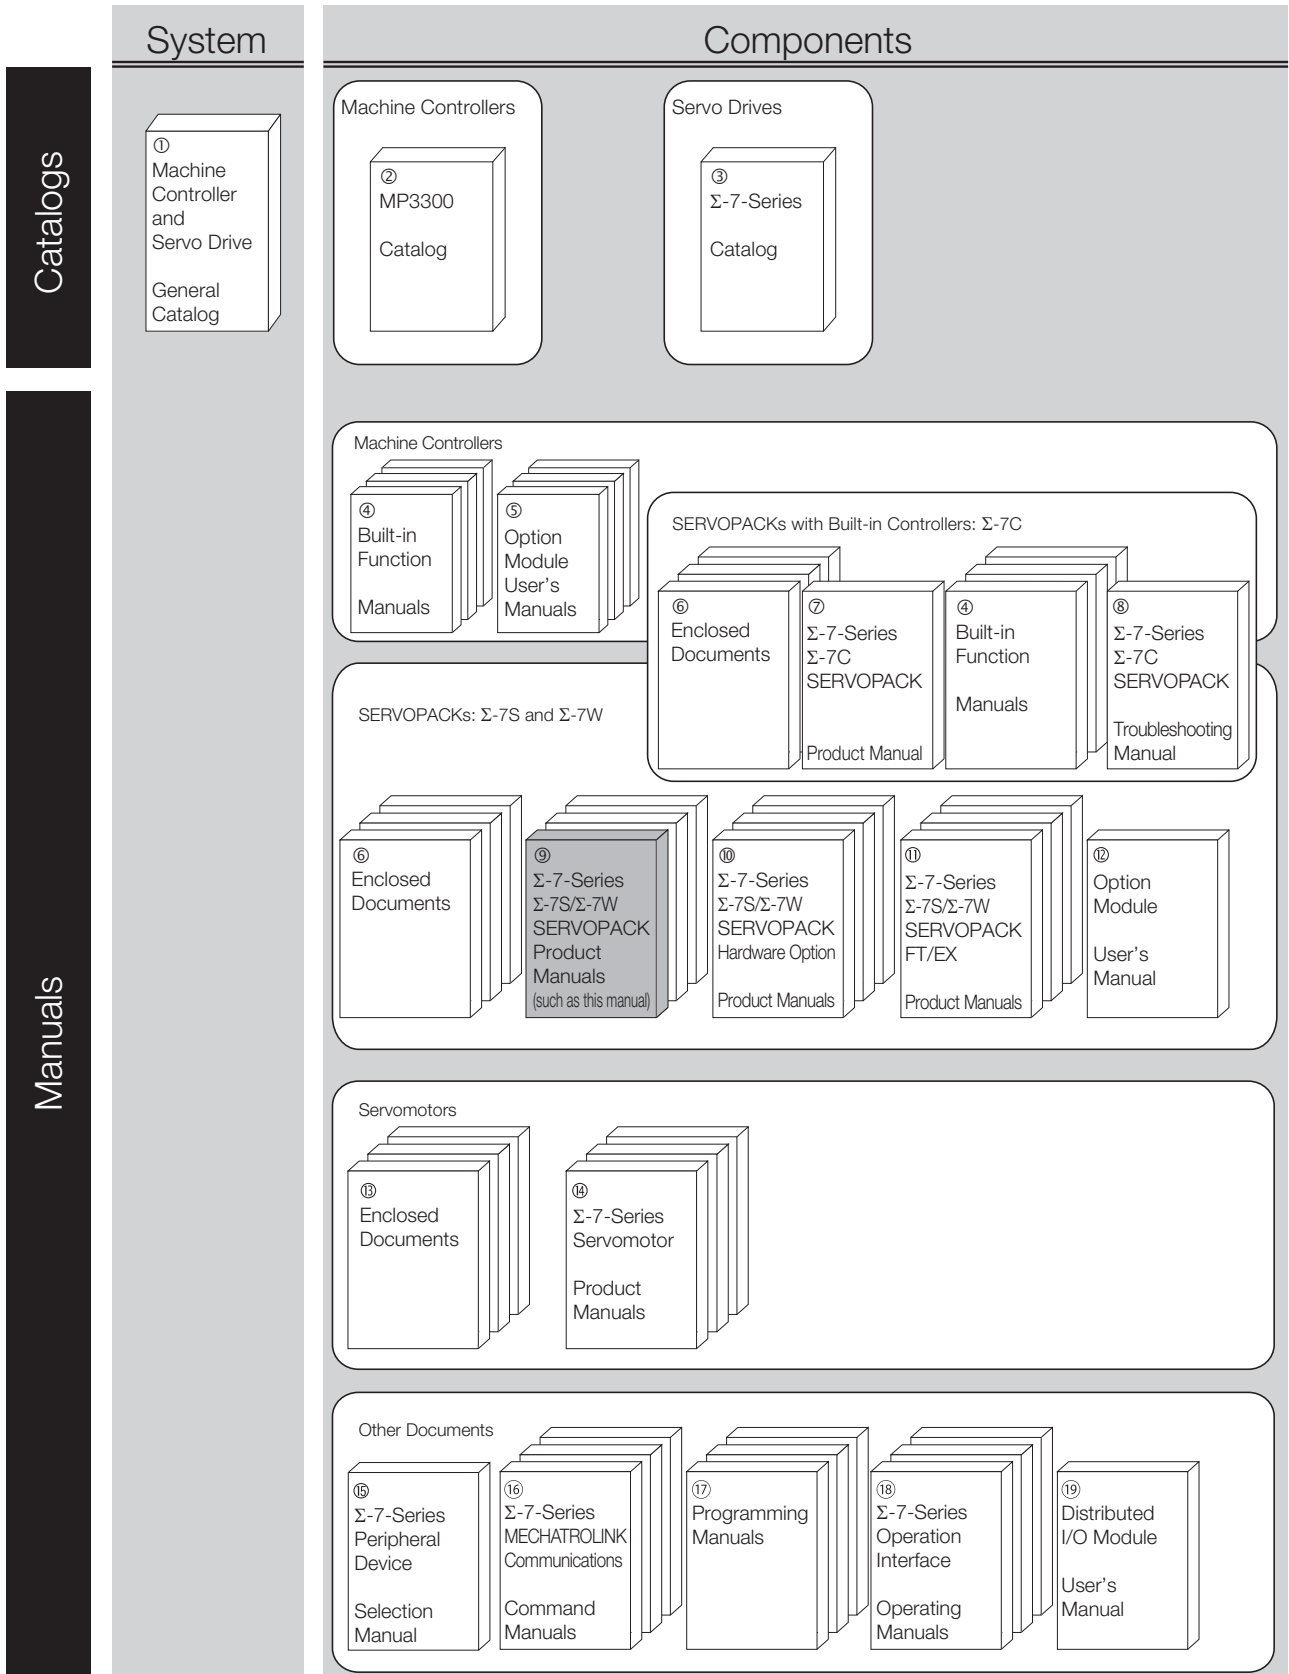 System
Components
Catalogs
①
Machine
Controller
and
Servo Drive
General
Catalog
Machine Controllers
②
MP3300
Catalog
Servo Drives
③
Σ-7-Series
Catalog
Manuals
Machine Controllers
④
Built-in
Function
Manuals
⑤
Option
Module
User’s
Manuals
SERVOPACKs with Built-in Controllers: Σ-7C
⑥
Enclosed
Documents
⑦
Σ-7-Series
Σ-7C
SERVOPACK
Product Manual
④
Built-in
Function
Manuals
⑧
Σ-7-Series
Σ-7C
SERVOPACK
Troubleshooting
Manual
SERVOPACKs: Σ-7S and Σ-7W
⑥
Enclosed
Documents
⑨
Σ-7-Series
Σ-7S/Σ-7W
SERVOPACK
Product
Manuals
(such as this manual)
⑩
Σ-7-Series
Σ-7S/Σ-7W
SERVOPACK
Hardware Option
Product Manuals
⑪
Σ-7-Series
Σ-7S/Σ-7W
SERVOPACK
FT/EX
Product Manuals
⑫
Option
Module
User’s
Manual
Servomotors
⑬
Enclosed
Documents
⑭
Σ-7-Series
Servomotor
Product
Manuals
Other Documents
⑮
Σ-7-Series
Peripheral
Device
Selection
Manual
⑯
Σ-7-Series
MECHATROLINK
Communications
Command
Manuals
⑰
Programming
Manuals
⑱
Σ-7-Series
Operation
Interface
Operating
Manuals
⑲
Distributed
I/O Module
User’s
Manual